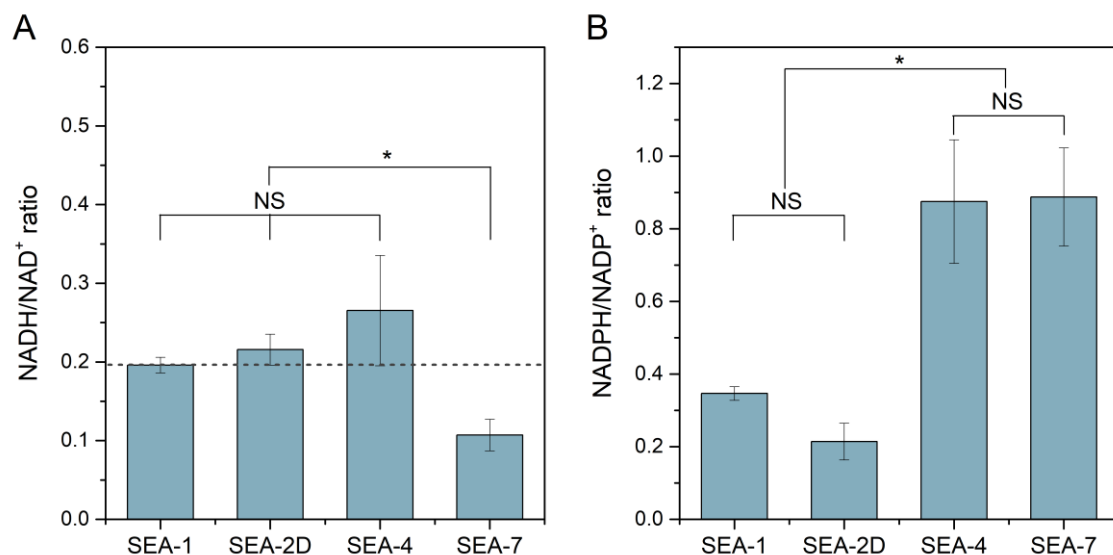 A
NADH/NAD+ ratio
0.6
0.5
0.4
0.3
0.2
0.1
0.0
*
NS
SEA-1 SEA-2D SEA-4 SEA-7
B
NADPH/NADP+ ratio
1.2
1.0
0.8
0.6
0.4
0.2
0.0
*
NS
NS
SEA-1 SEA-2D SEA-4 SEA-7